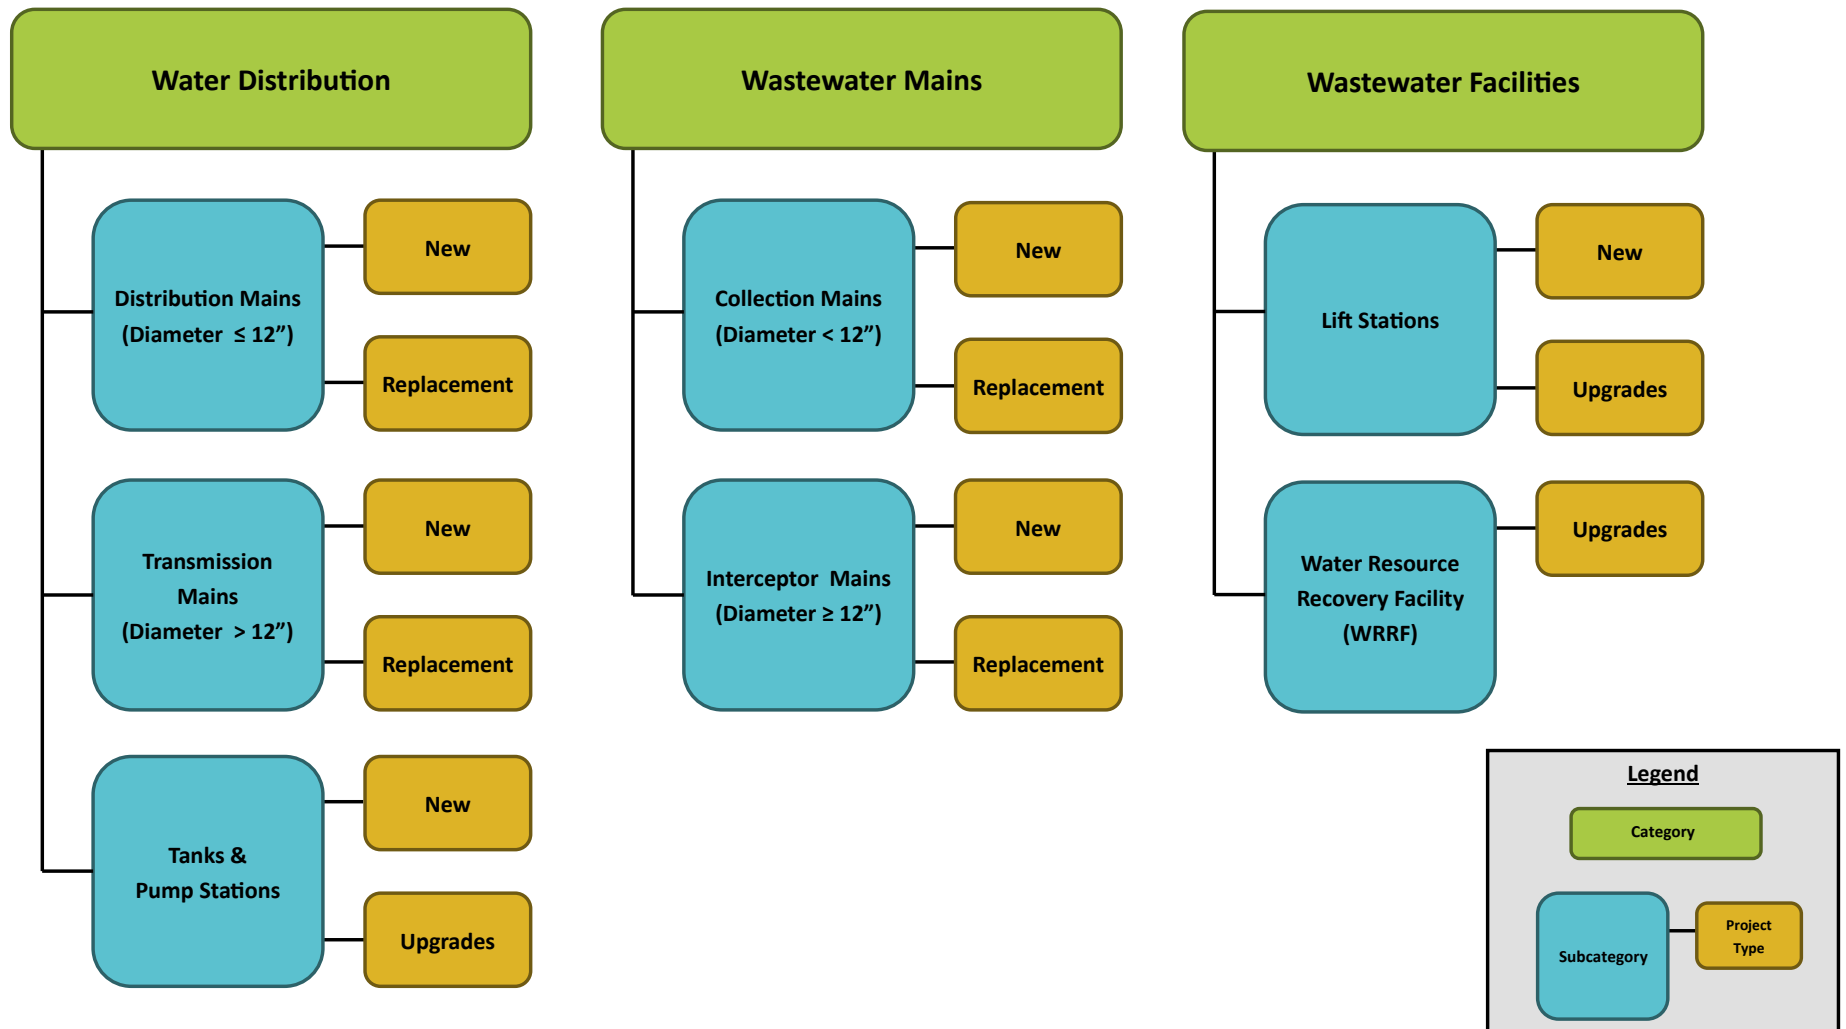 Water Distribution
Distribution Mains
(Diameter  ≤ 12”)
New
Replacement
Transmission
Mains
(Diameter  > 12”)
New
Replacement
Tanks &
Pump Stations
New
Upgrades
Wastewater Mains
Collection Mains
(Diameter < 12”)
New
Replacement
Interceptor  Mains
(Diameter ≥ 12”)
New
Replacement
Wastewater Facilities
Lift Stations
New
Upgrades
Water Resource
Recovery Facility
(WRRF)
Upgrades
Legend
Category
Subcategory
Project
Type